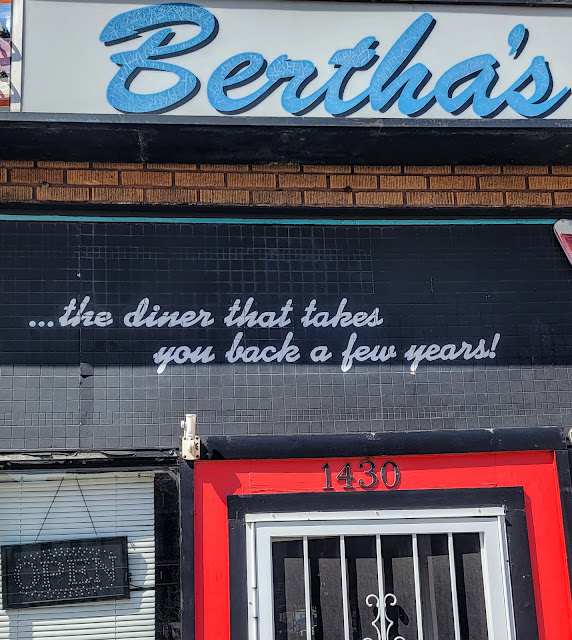 Bertha's
...the diner that takes
you back a few years!
1430
OPEN